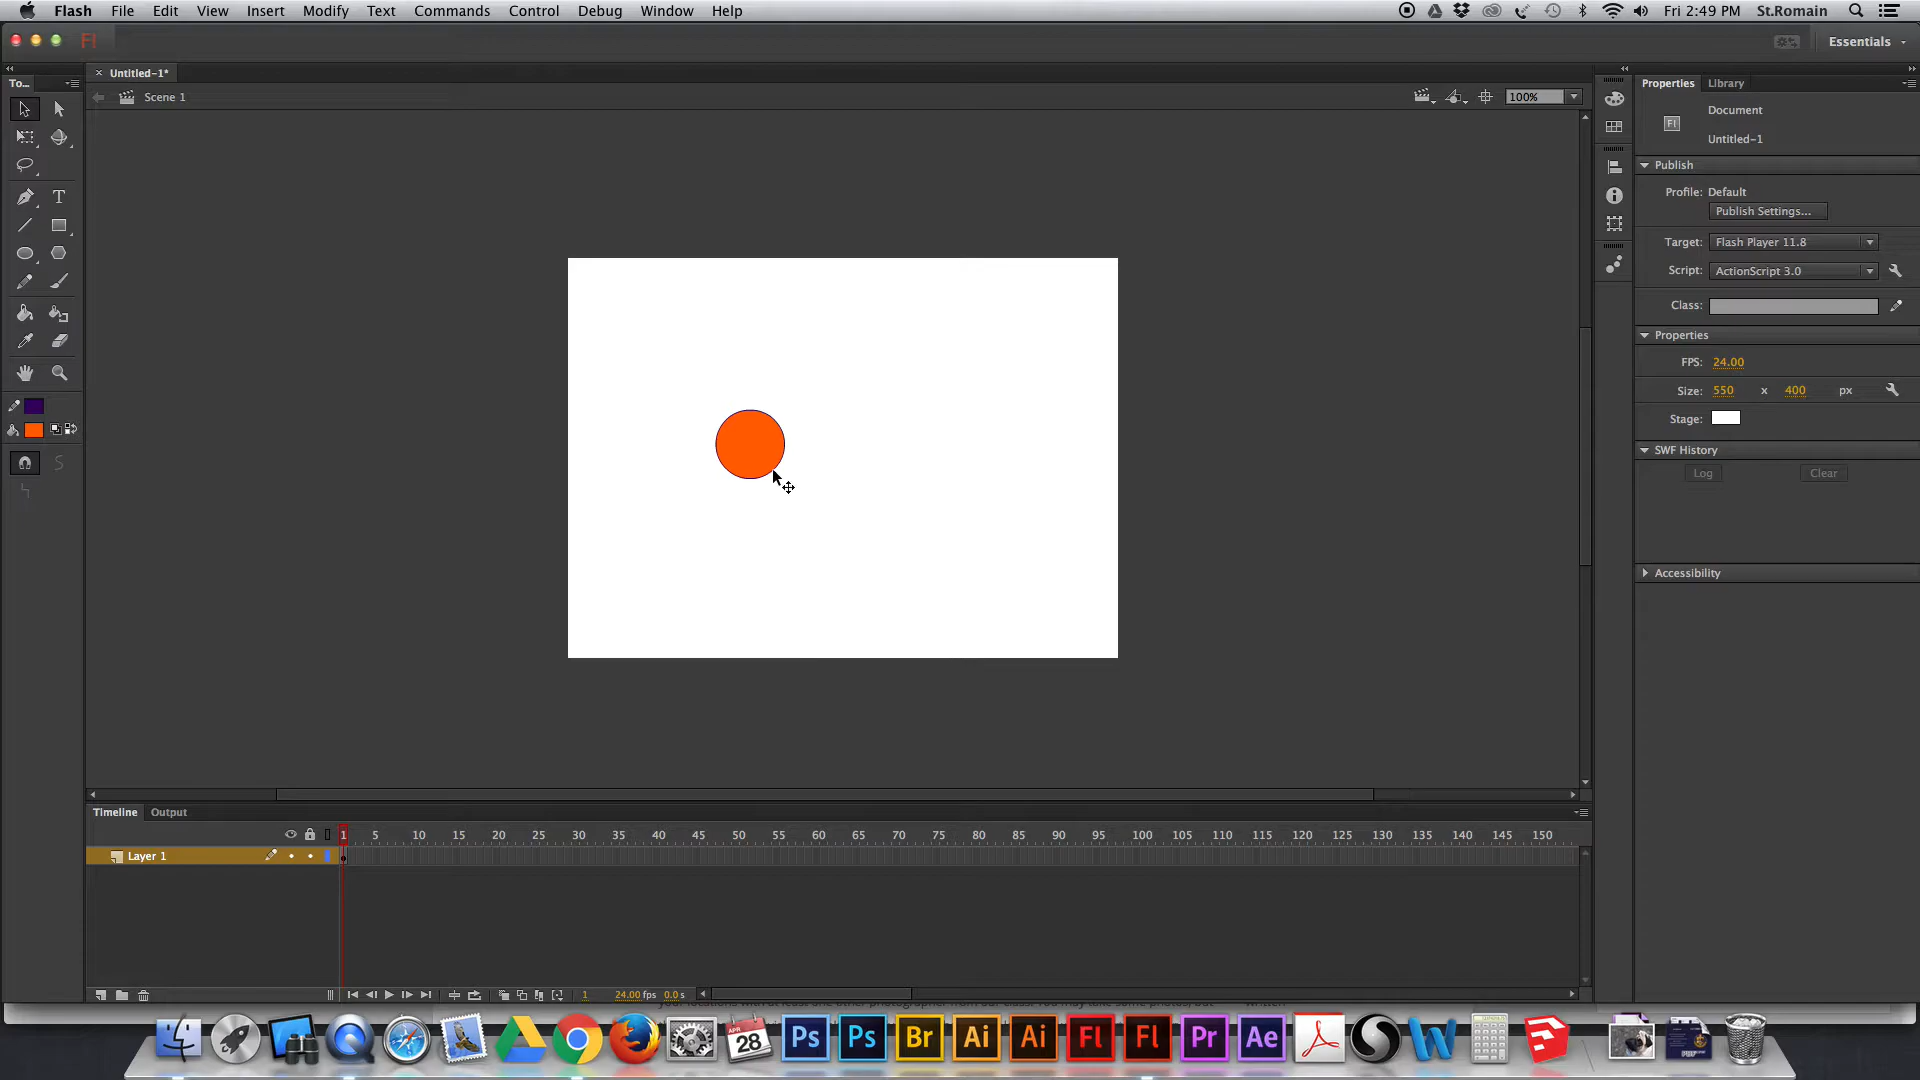 Flash File Edit View Insert Modify Text Commands Control Debug Window Help Fri 2:49 PM St.Romain
Fl Essentials
To... Untitled-1* Properties Library
Scene 1 100%
Document
Fl
Untitled-1
Publish
Profile: Default
Publish Settings...
Target: Flash Player 11.8
Script: ActionScript 3.0
Class:
Properties
FPS: 24.00
Size: 550 x 400 px
Stage:
SWF History
Log Clear
Accessibility
T
Timeline Output
1 5 10 15 20 25 30 35 40 45 50 55 60 65 70 75 80 85 90 95 100 105 110 115 120 125 130 135 140 145 150
Layer 1
1 24.00 fps 0.0 s
APR
28
Ps Ps Br Ai Ai Fl Fl Pr Ae W